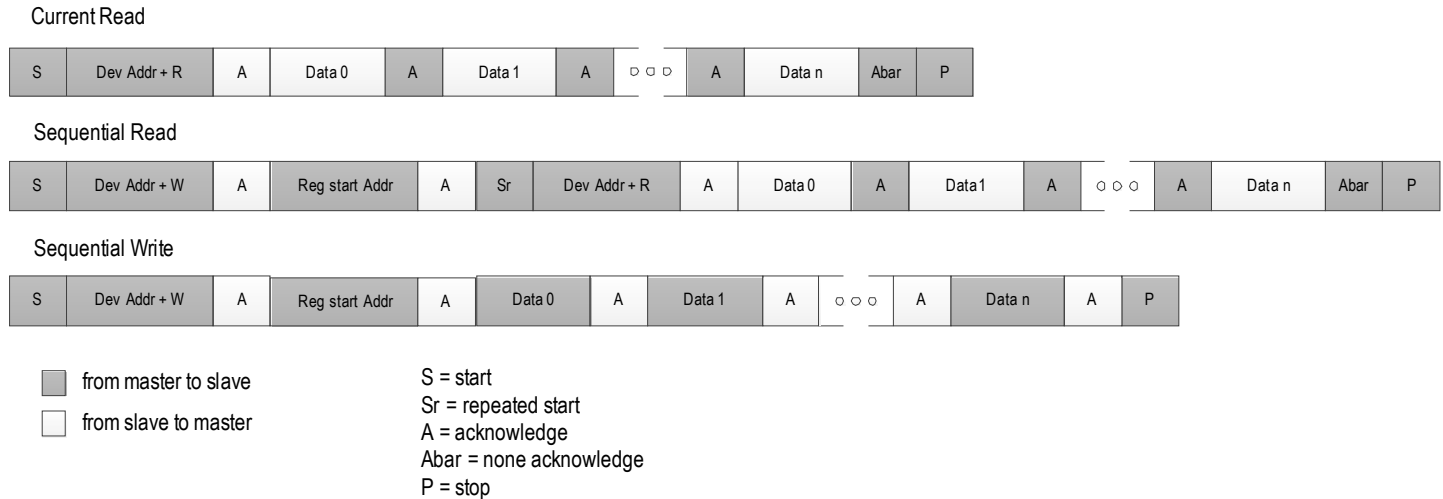 Current Read
S Dev Addr + R A Data 0 A Data 1 A A Data n Abar P
Sequential Read
S Dev Addr + W A Reg start Addr A Sr Dev Addr + R A Data 0 A Data1 A A Data n Abar P
Sequential Write
S Dev Addr + W A Reg start Addr A Data 0 A Data 1 A A Data n A P
from master to slave
from slave to master
S = start
Sr = repeated start
A = acknowledge
Abar = none acknowledge
P = stop